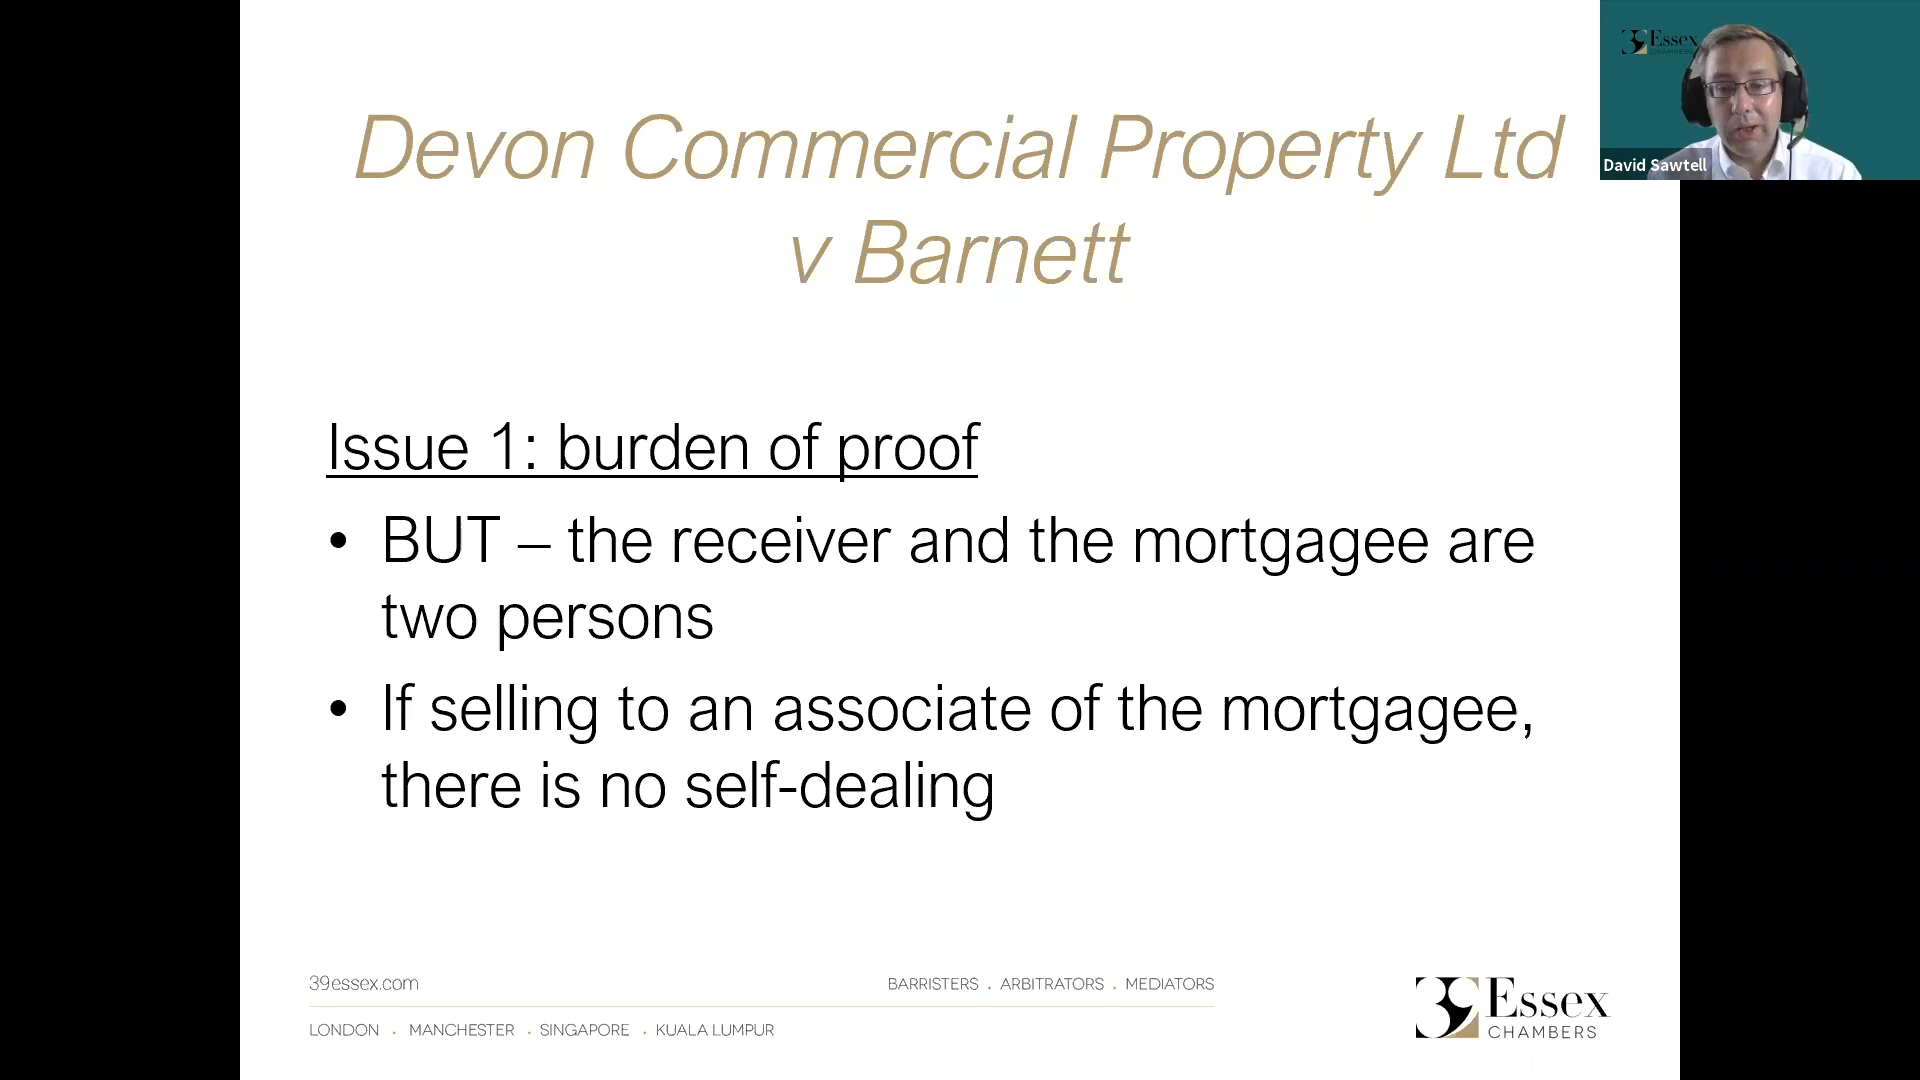 Devon Commercial Property Ltd
v Barnett
Essex
David Sawtell
Issue 1: burden of proof
• BUT – the receiver and the mortgagee are
two persons
• If selling to an associate of the mortgagee,
there is no self-dealing
39essex.com
BARRISTERS . ARBITRATORS . MEDIATORS
LONDON . MANCHESTER . SINGAPORE . KUALA LUMPUR
39 Essex
CHAMBERS